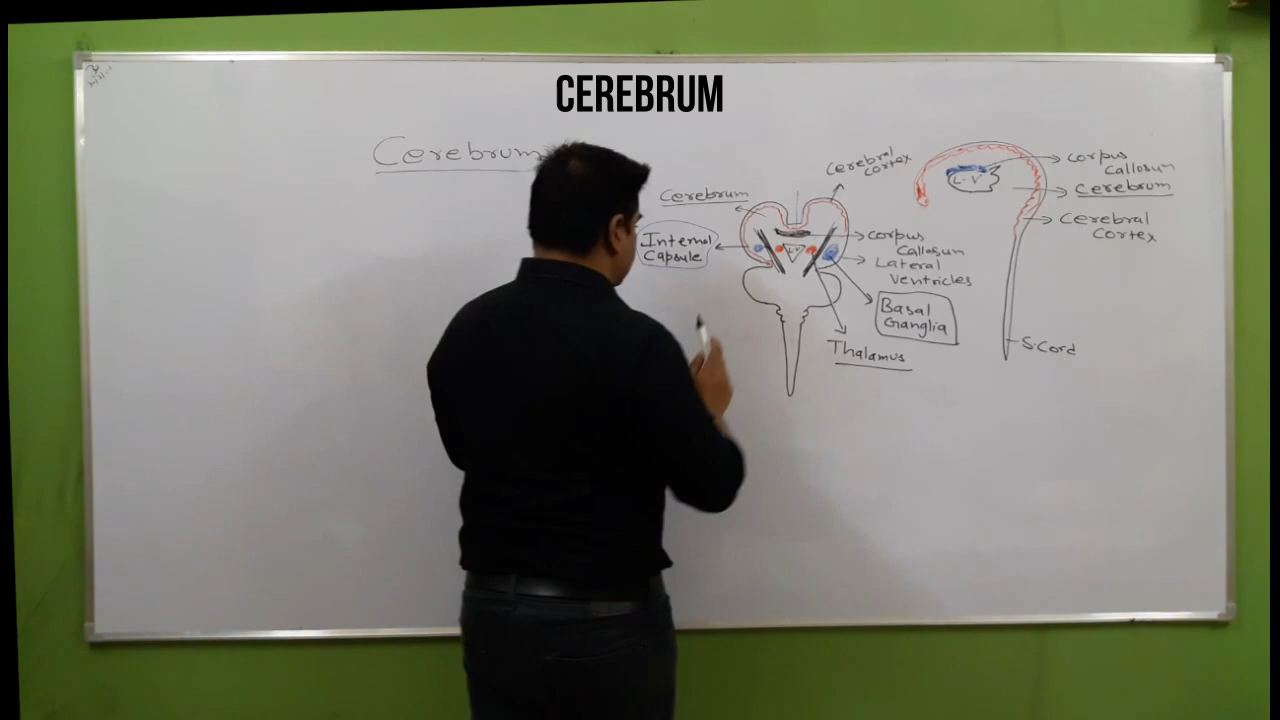 CEREBRUM
Cerebrum
Cerebrum
Internal
Capsule
Cerebral
Cortex
L-V
Corpus
Callosum
Lateral
Ventricles
Basal
Ganglia
Thalamus
L-V
Corpus
Callosum
Cerebrum
Cerebral
Cortex
S.Cord